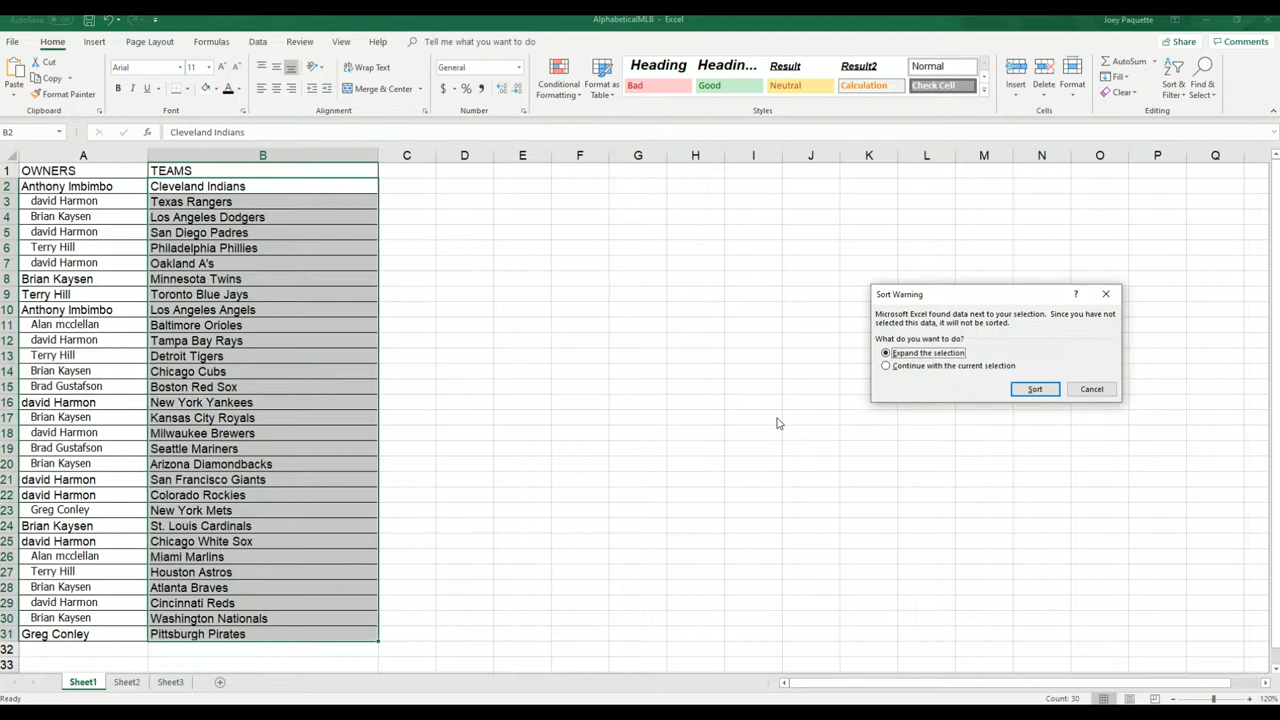 AutoSave Off AlphabeticalMLB - Excel Joey Paquette
File Home Insert Page Layout Formulas Data Review View Help Tell me what you want to do Share Comments
Cut
Copy
Format Painter
Paste
Clipboard
Arial 11
B I U
Font
Wrap Text
Merge & Center
Alignment
General
$ %
Number
Conditional Formatting
Format as Table
Heading Headin... Result Result2 Normal
Bad Good Neutral Calculation Check Cell
Styles
Insert Delete Format
Cells
AutoSum
Fill
Clear
Sort & Filter
Find & Select
Editing
B2 fx Cleveland Indians
A B C D E F G H I J K L M N O P Q
1 OWNERS TEAMS
2 Anthony Imbimbo Cleveland Indians
3 david Harmon Texas Rangers
4 Brian Kaysen Los Angeles Dodgers
5 david Harmon San Diego Padres
6 Terry Hill Philadelphia Phillies
7 david Harmon Oakland A's
8 Brian Kaysen Minnesota Twins
9 Terry Hill Toronto Blue Jays
10 Anthony Imbimbo Los Angeles Angels
11 Alan mcclellan Baltimore Orioles
12 david Harmon Tampa Bay Rays
13 Terry Hill Detroit Tigers
14 Brian Kaysen Chicago Cubs
15 Brad Gustafson Boston Red Sox
16 david Harmon New York Yankees
17 Brian Kaysen Kansas City Royals
18 david Harmon Milwaukee Brewers
19 Brad Gustafson Seattle Mariners
20 Brian Kaysen Arizona Diamondbacks
21 david Harmon San Francisco Giants
22 david Harmon Colorado Rockies
23 Greg Conley New York Mets
24 Brian Kaysen St. Louis Cardinals
25 david Harmon Chicago White Sox
26 Alan mcclellan Miami Marlins
27 Terry Hill Houston Astros
28 Brian Kaysen Atlanta Braves
29 david Harmon Cincinnati Reds
30 Brian Kaysen Washington Nationals
31 Greg Conley Pittsburgh Pirates
32
33
Sort Warning ?
Microsoft Excel found data next to your selection. Since you have not
selected this data, it will not be sorted.
What do you want to do?
Expand the selection
Continue with the current selection
Sort Cancel
Sheet1 Sheet2 Sheet3
Ready Count: 30 120%